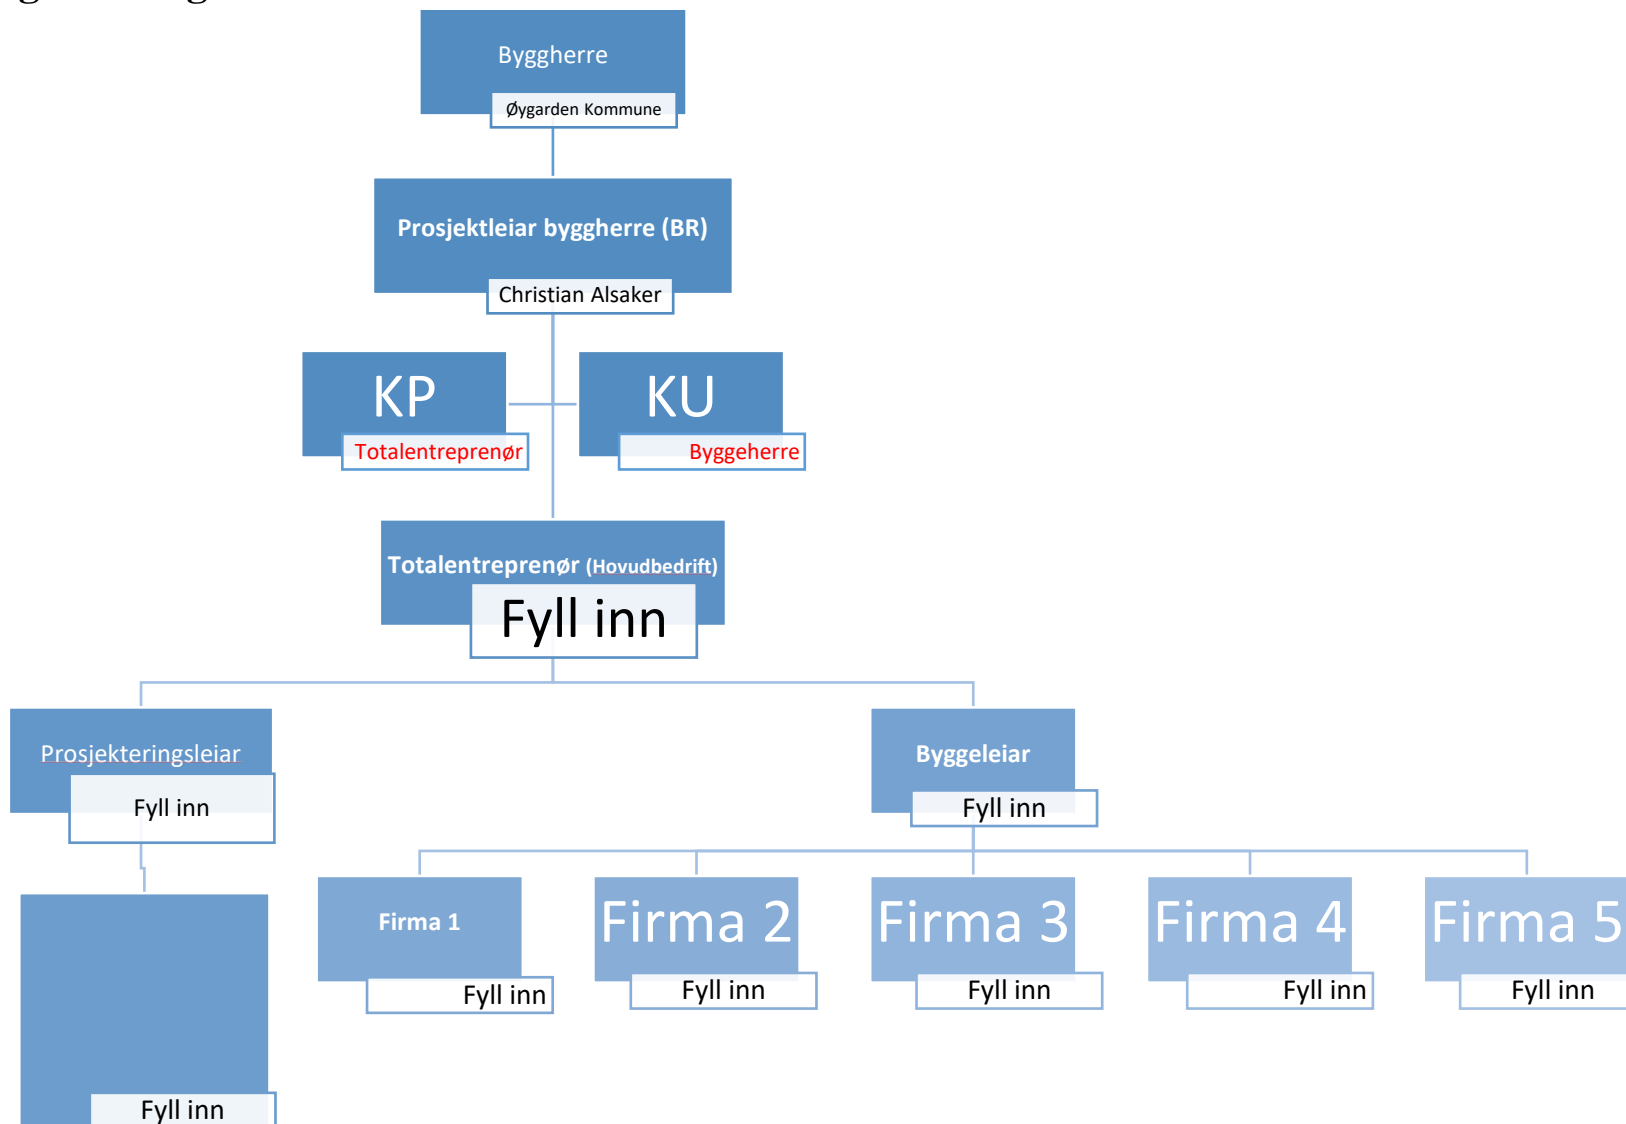 Byggherre
Øygarden Kommune
Prosjektleiar byggherre (BR)
Christian Alsaker
KP
KU
Totalentreprenør
Byggeherre
Totalentreprenør (Hovudbedrift)
Fyll inn
Prosjekteringsleiar
Byggeleiar
Fyll inn
Fyll inn
Firma 1
Firma 2
Firma 3
Firma 4
Firma 5
Fyll inn
Fyll inn
Fyll inn
Fyll inn
Fyll inn
Fyll inn